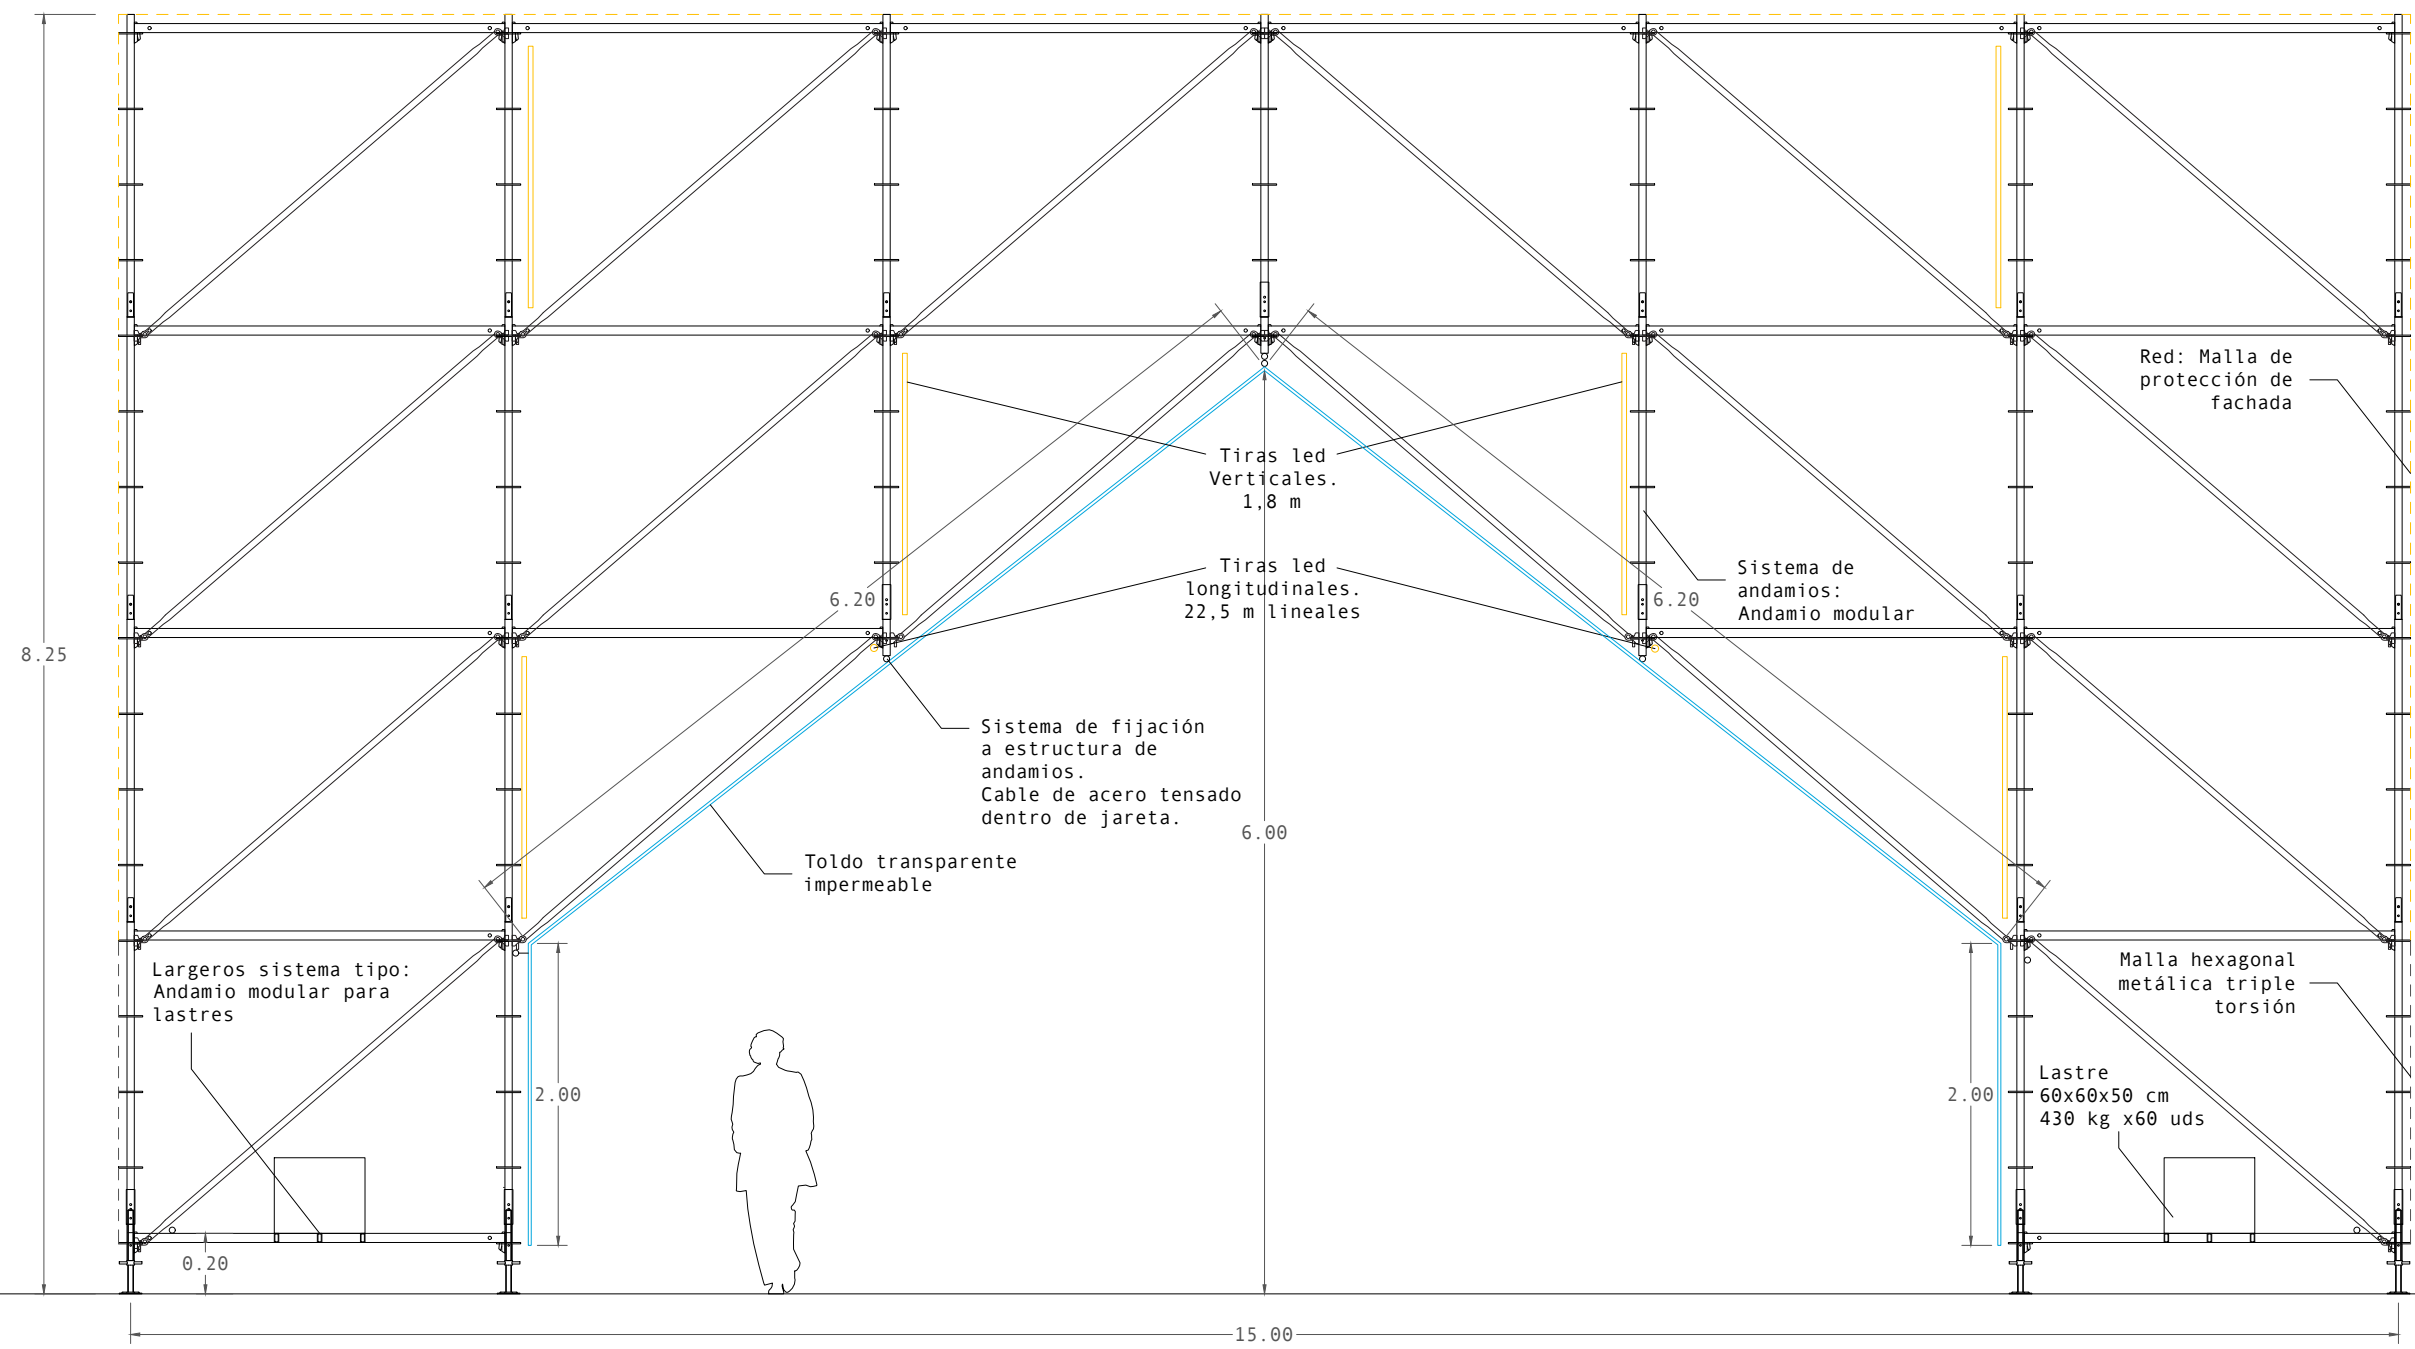 Red: Malla de
protección de
fachada
Tiras led
Verticales.
1,8 m
Tiras led
longitudinales.
22,5 m lineales
Sistema de
andamios:
Andamio modular
6.20
6.20
8.25
Sistema de fijación
a estructura de
andamios.
Cable de acero tensado
dentro de jareta.
6.00
Toldo transparente
impermeable
Largeros sistema tipo:
Andamio modular para
lastres
Malla hexagonal
metálica triple
torsión
2.00
2.00
Lastre
60x60x50 cm
430 kg x60 uds
0.20
15.00